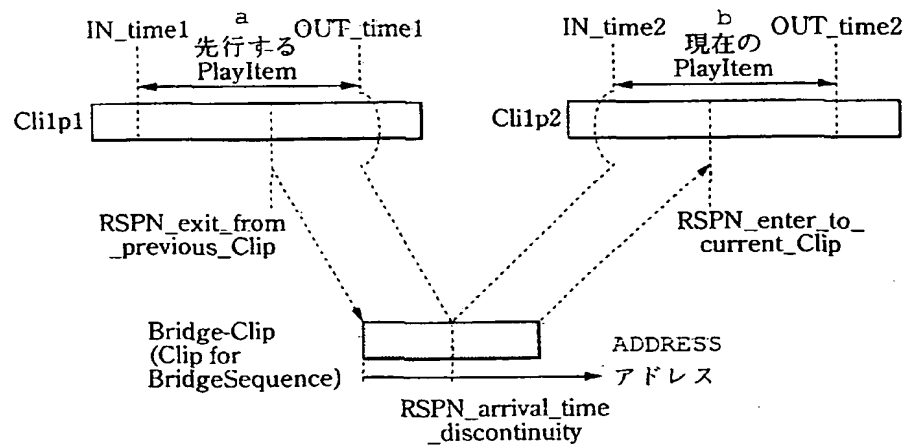 a
IN_time1
先行する
OUT_time1
PlayItem
b
IN_time2
現在の
OUT_time2
PlayItem
Cli1p1
Cli1p2
RSPN_exit_from
_previous_Clip
RSPN_enter_to_
current_Clip
Bridge-Clip
(Clip for
BridgeSequence)
ADDRESS
アドレス
RSPN_arrival_time
_discontinuity